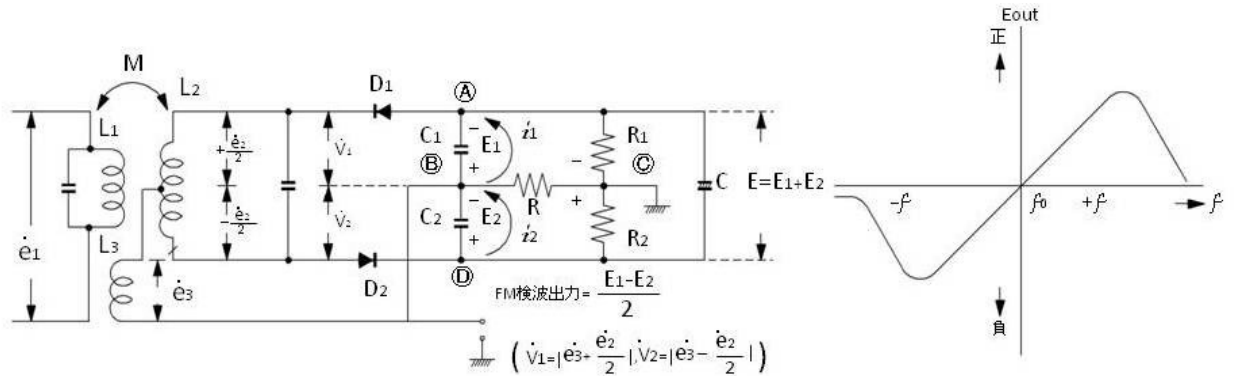 M
L2
L1
L3
ė1
+ė2/2
-ė2/2
ė3
V̇1
V̇2
D1
D2
Ⓐ
C1
−
E1
+
i1
Ⓑ
C2
−
E2
+
i2
Ⓓ
R
R1
−
Ⓒ
+
R2
C
E=E1+E2
FM検波出力= E1-E2/2
( V̇1=|ė3+ ė2/2 |,V̇2=|ė3− ė2/2 | )
Eout
正
-f
f0
+f
f
負